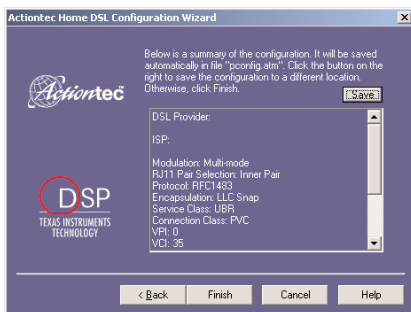 Actiontec Home DSL Configuration Wizard
Below is a summary of the configuration. It will be saved
automatically in file "pconfig.atm". Click the button on the
right to save the configuration to a different location.
Otherwise, click Finish.
Save
Actiontec
DSL Provider:
ISP:
Modulation: Multi-mode
RJ11 Pair Selection: Inner Pair
Protocol: RFC1483
Encapsulation: LLC Snap
Service Class: UBR
Connection Class: PVC
VPI: 0
VCI: 35
DSP
TEXAS INSTRUMENTS
TECHNOLOGY
< Back
Finish
Cancel
Help